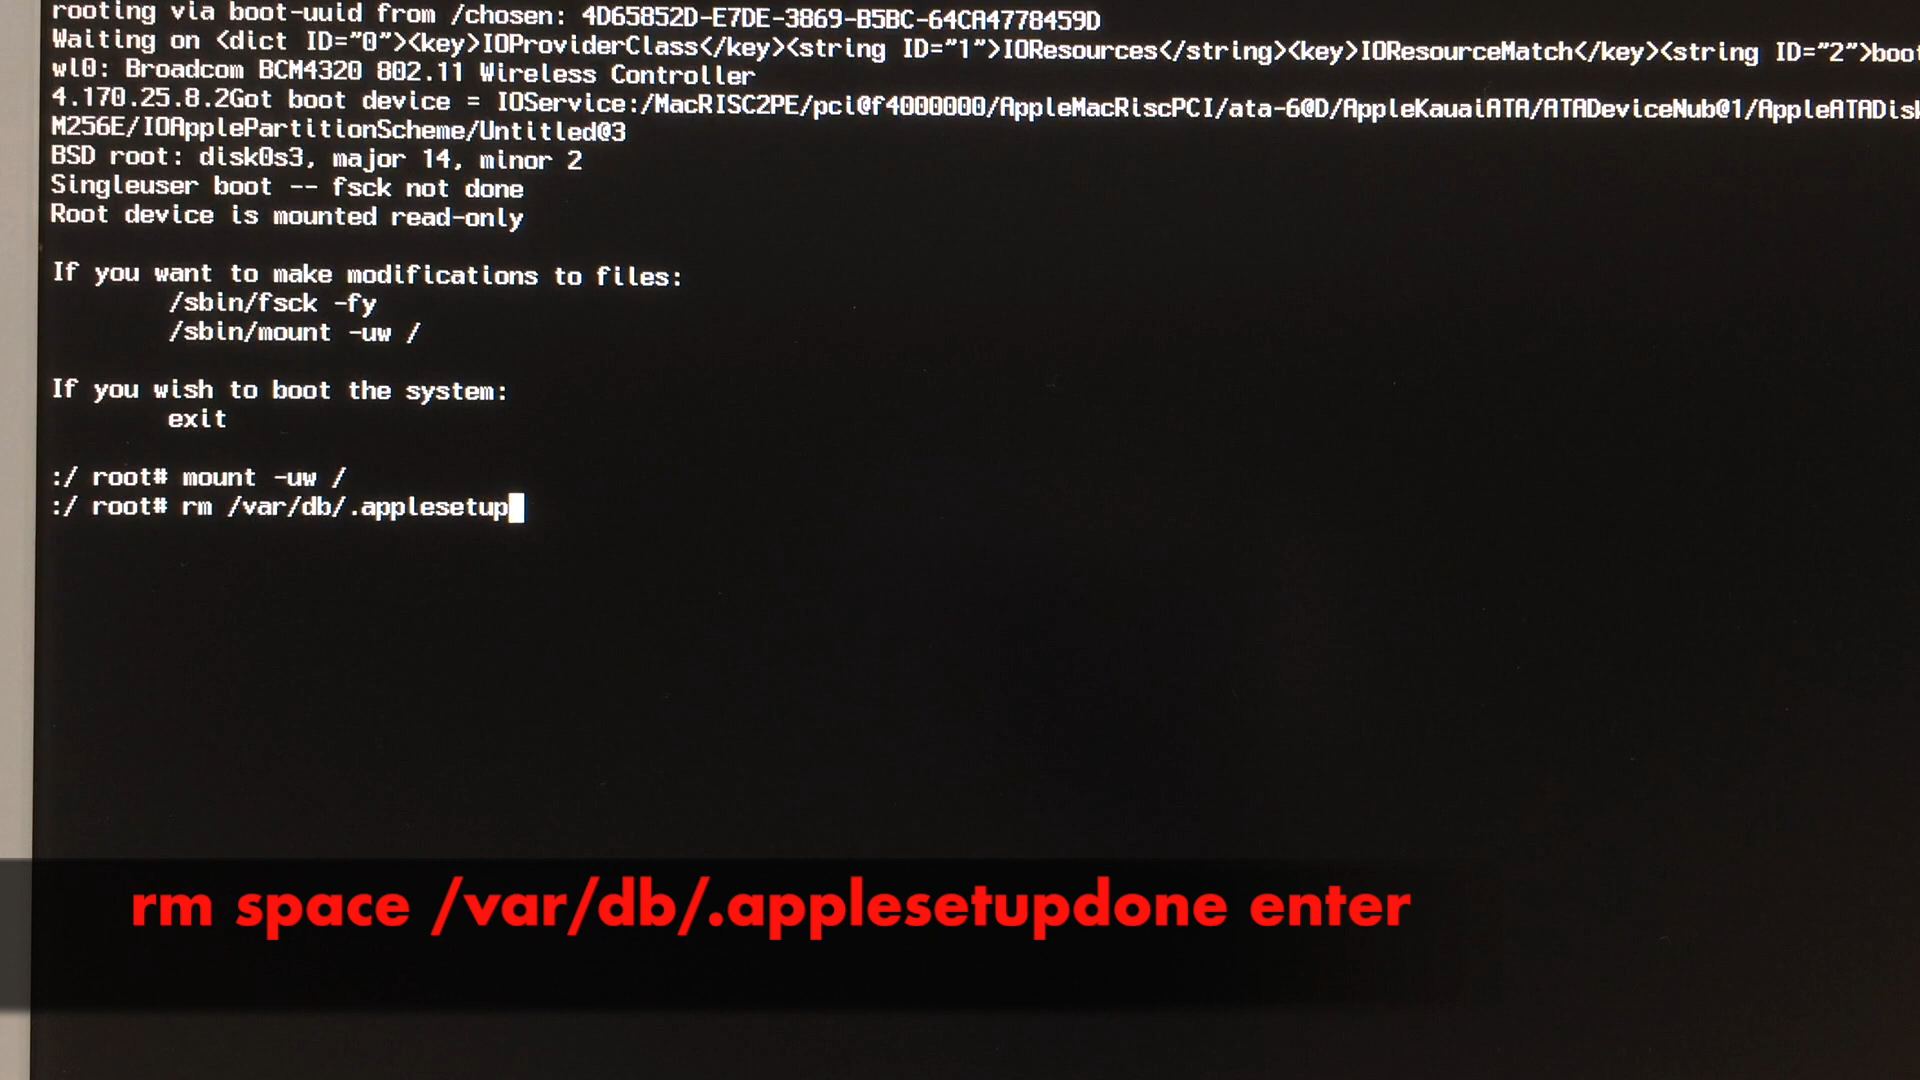 rooting via boot-uuid from /chosen: 4D65852D-E7DE-3869-B5BC-64CA4778459D
Waiting on <dict ID="0"><key>IOProviderClass</key><string ID="1">IOResources</string><key>IOResourceMatch</key><string ID="2">boot
wl0: Broadcom BCM4320 802.11 Wireless Controller
4.170.25.8.2Got boot device = IOService:/MacRISC2PE/pci@f4000000/AppleMacRiscPCI/ata-6@D/AppleKauaiATA/ATADeviceNub@1/AppleATADisk
M256E/IOApplePartitionScheme/Untitled@3
BSD root: disk0s3, major 14, minor 2
Singleuser boot -- fsck not done
Root device is mounted read-only
If you want to make modifications to files:
/sbin/fsck -fy
/sbin/mount -uw /
If you wish to boot the system:
exit
:/ root# mount -uw /
:/ root# rm /var/db/.applesetup
rm space /var/db/.applesetupdone enter